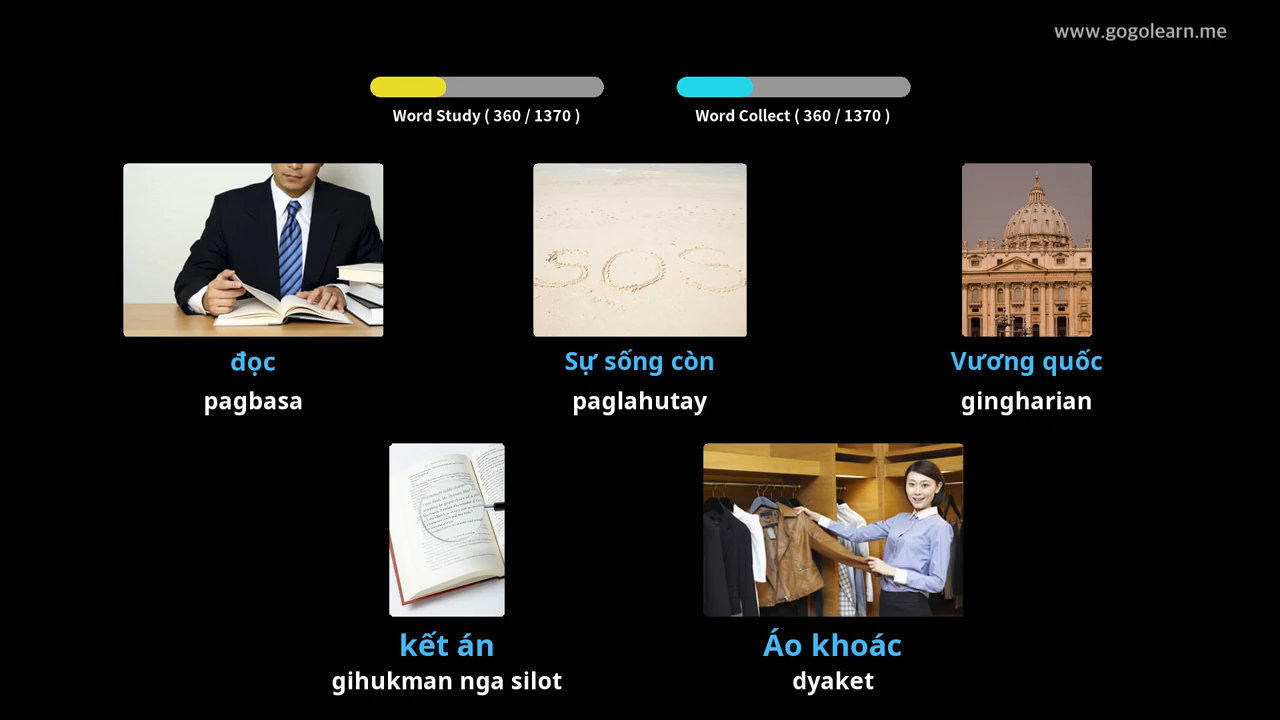 www.gogolearn.me
Word Study ( 360 / 1370 )
Word Collect ( 360 / 1370 )
SOS
đọc
pagbasa
Sự sống còn
paglahutay
Vương quốc
gingharian
kết án
gihukman nga silot
Áo khoác
dyaket